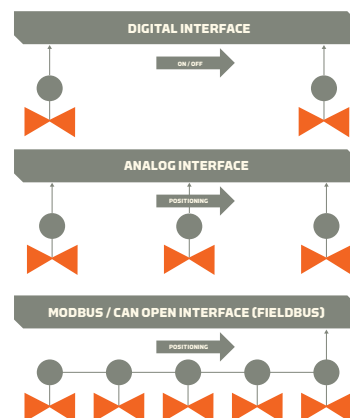 DIGITAL INTERFACE
ON / OFF
ANALOG INTERFACE
POSITIONING
MODBUS / CAN OPEN INTERFACE (FIELDBUS)
POSITIONING